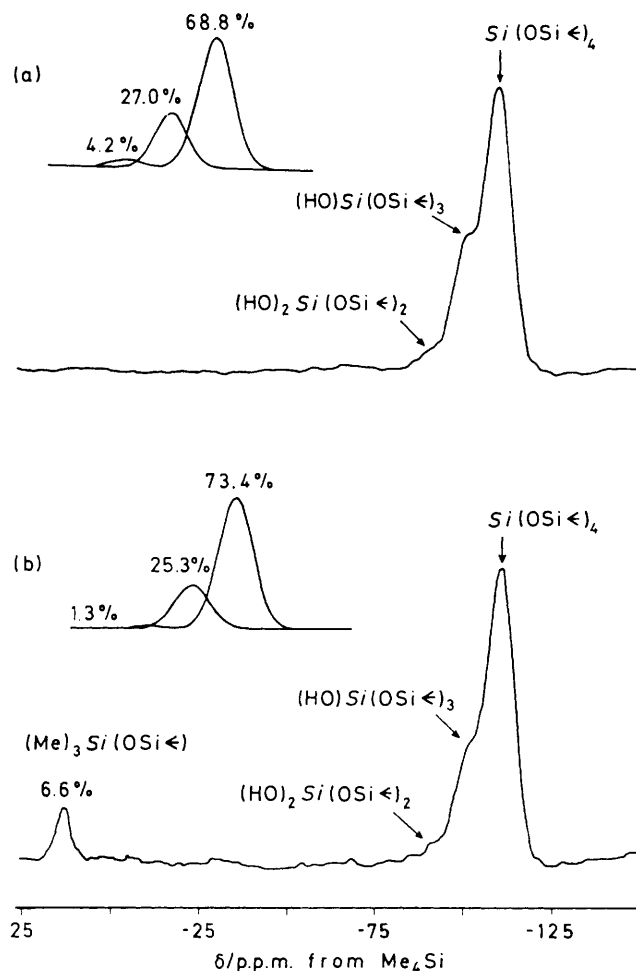 (a)
68.8%
27.0%
4.2%
Si(OSi⋲)₄
(HO)Si(OSi⋲)₃
(HO)₂Si(OSi⋲)₂
(b)
73.4%
25.3%
1.3%
Si(OSi⋲)₄
(HO)Si(OSi⋲)₃
(HO)₂Si(OSi⋲)₂
(Me)₃Si(OSi⋲)
6.6%
25 -25 -75 -125
δ/p.p.m. from Me₄Si